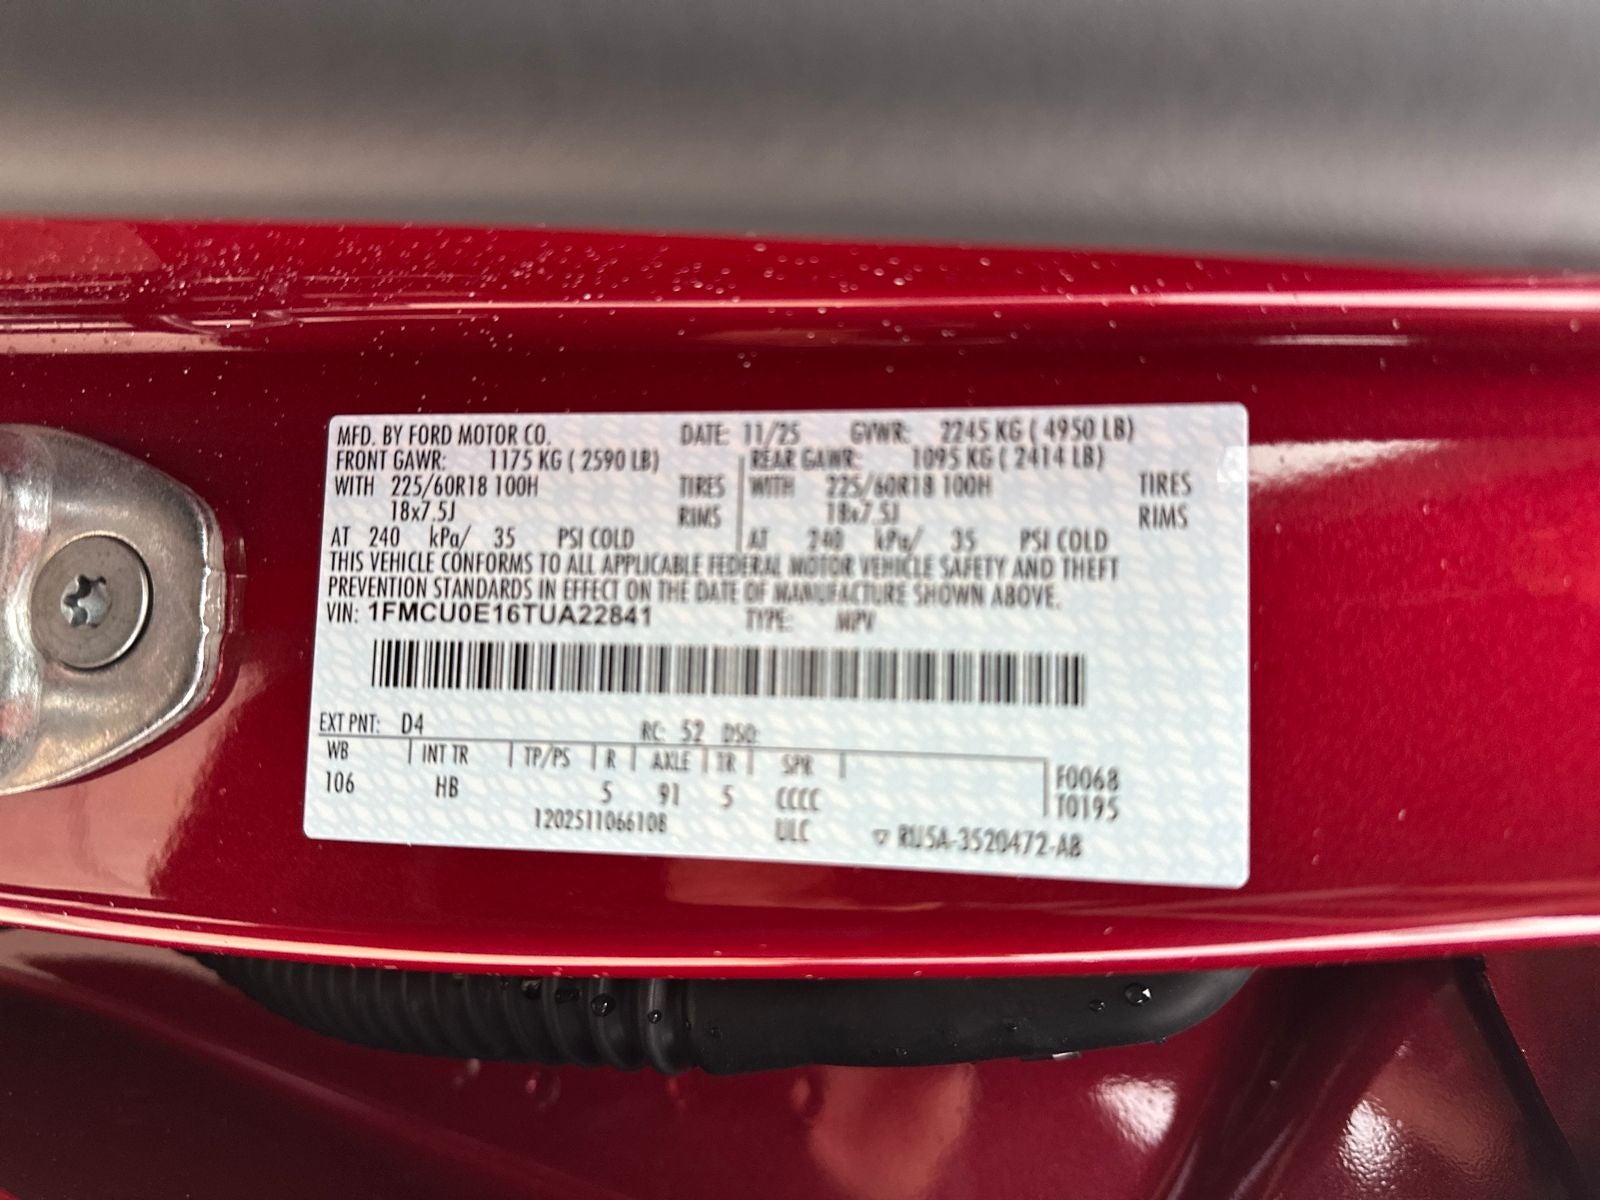 MFD. BY FORD MOTOR CO. DATE: 11/25 GVWR: 2245 KG ( 4950 LB)
FRONT GAWR: 1175 KG ( 2590 LB) REAR GAWR: 1095 KG ( 2414 LB)
WITH 225/60R18 100H TIRES WITH 225/60R18 100H TIRES
18x7.5J RIMS 18x7.5J RIMS
AT 240 kPa/ 35 PSI COLD AT 240 kPa/ 35 PSI COLD
THIS VEHICLE CONFORMS TO ALL APPLICABLE FEDERAL MOTOR VEHICLE SAFETY AND THEFT
PREVENTION STANDARDS IN EFFECT ON THE DATE OF MANUFACTURE SHOWN ABOVE.
VIN: 1FMCU0E16TUA22841 TYPE: MPV
EXT PNT: D4 RC: 52 DSO:
WB INT TR TP/PS R AXLE TR SPR
106 HB 5 91 5 CCCC
F0068
T0195
1202511066108 ULC ▽ RU5A-3520472-AB